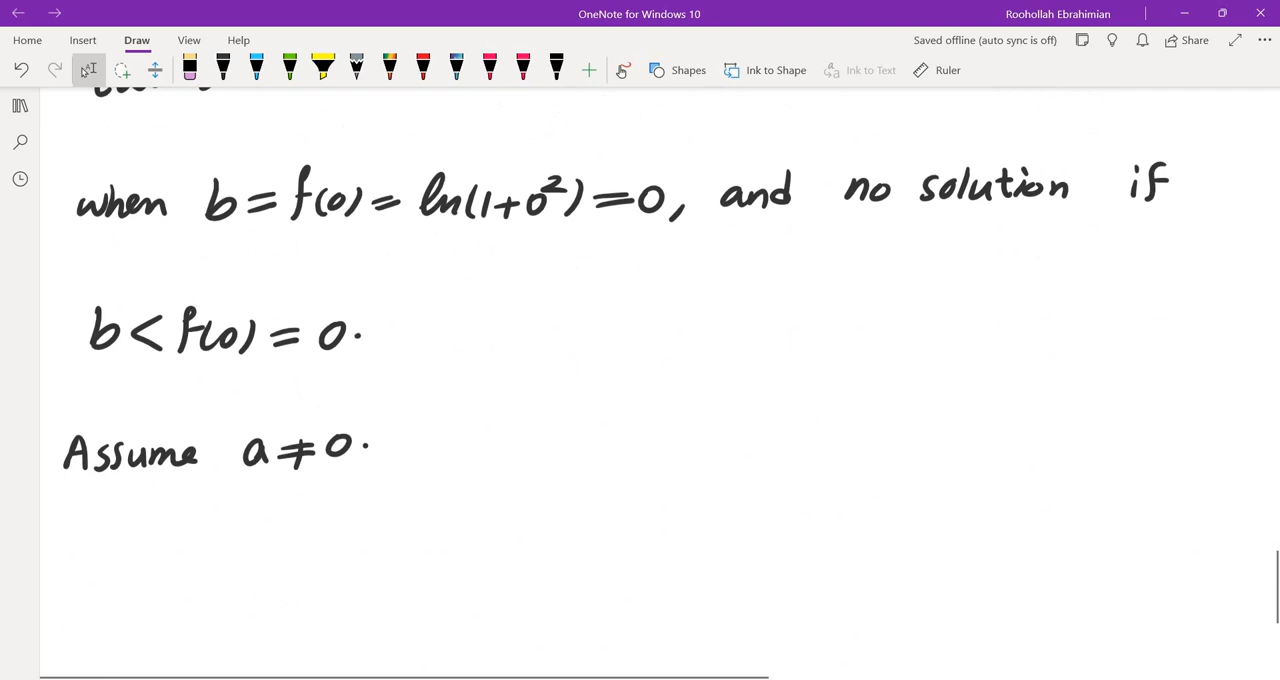 OneNote for Windows 10
Roohollah Ebrahimian
Home Insert Draw View Help
Saved offline (auto sync is off) Share
Shapes Ink to Shape Ink to Text Ruler
when b = f(0) = ln(1+0²) = 0, and no solution if
b < f(0) = 0.
Assume a ≠ 0.